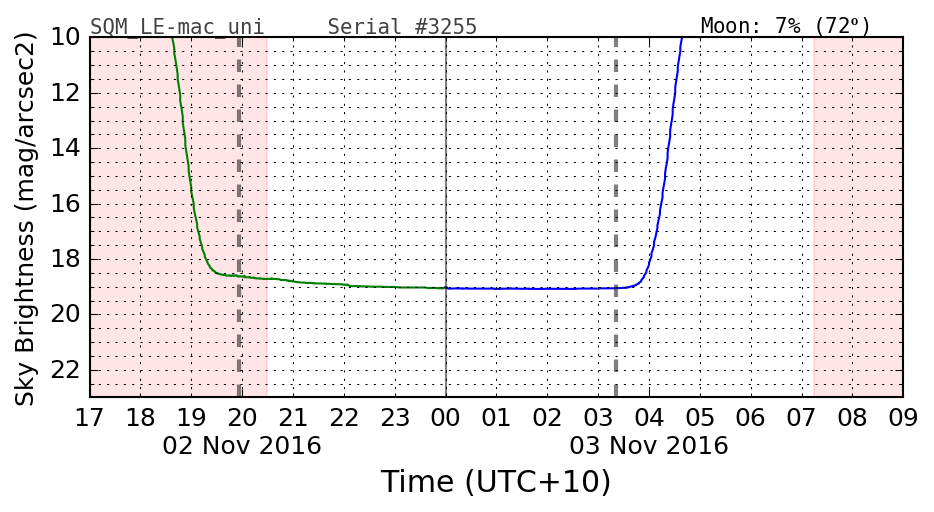 SQM_LE-mac_uni Serial #3255 Moon: 7% (72°)
Sky Brightness (mag/arcsec2)
10
12
14
16
18
20
22
17 18 19 20 21 22 23 00 01 02 03 04 05 06 07 08 09
02 Nov 2016 03 Nov 2016
Time (UTC+10)